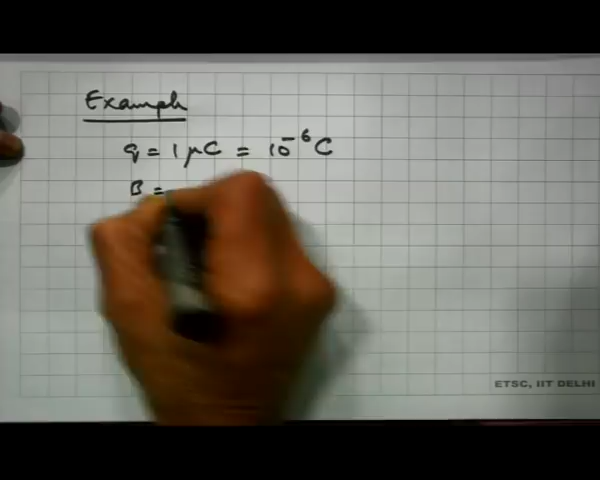 Example
q = 1 μC = 10⁻⁶ C
B =
ETSC, IIT DELHI